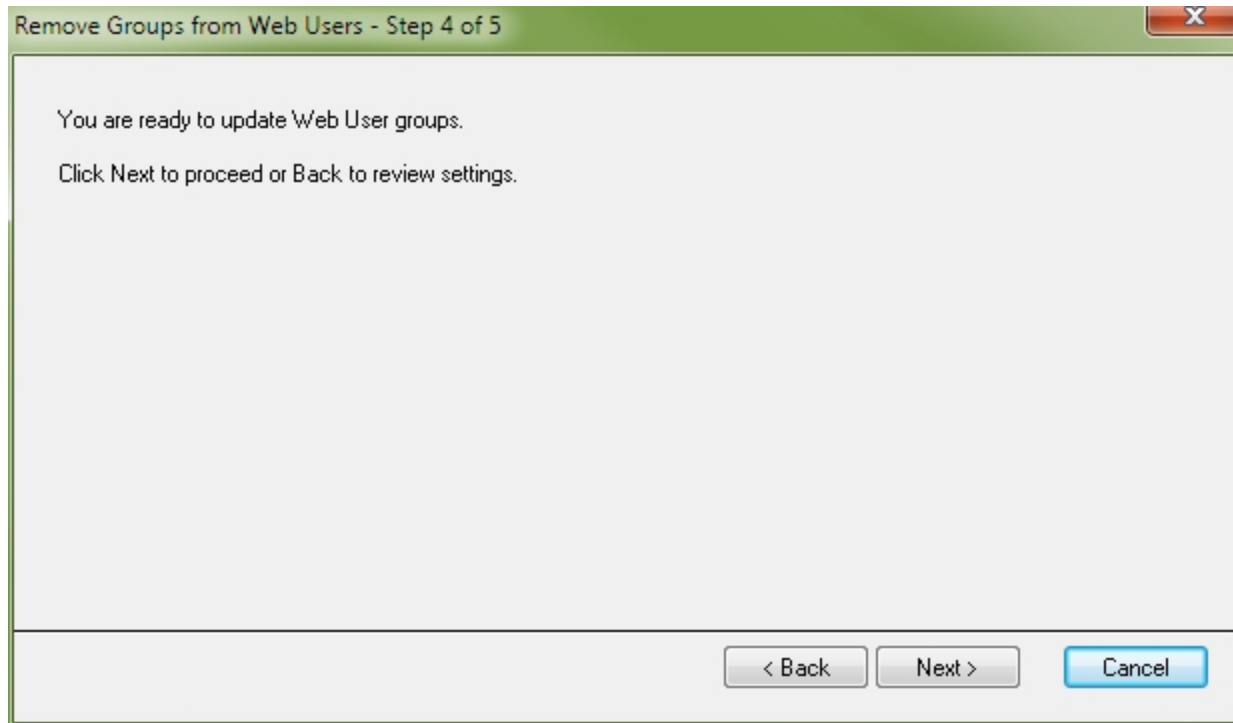 Remove Groups from Web Users - Step 4 of 5
X
You are ready to update Web User groups.
Click Next to proceed or Back to review settings.
< Back
Next >
Cancel